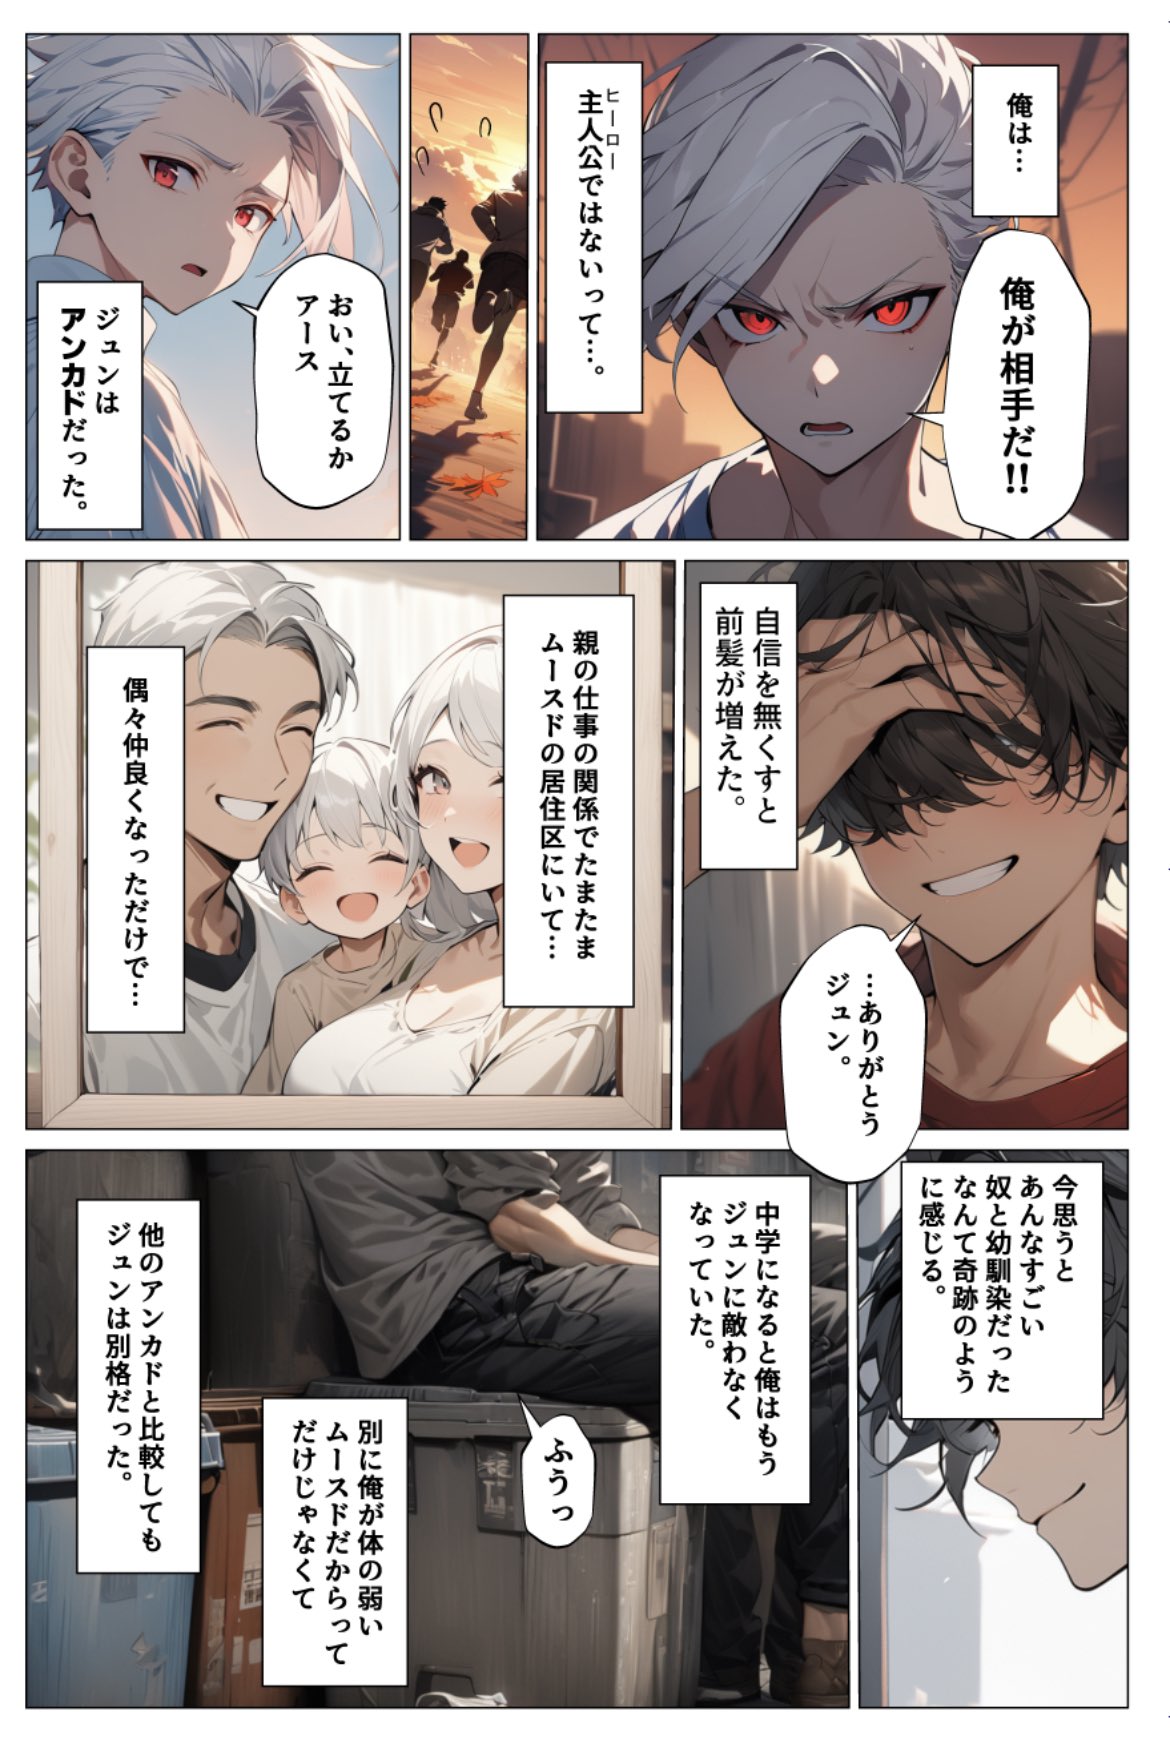 俺は…
俺が相手だ!!
ヒーロー
主人公ではないって…。
おい、立てるか
アース
ジュンは
アンカドだった。
自信を無くすと
前髪が増えた。
…ありがとう
ジュン。
親の仕事の関係でたまたま
ムースドの居住区にいて…
偶々仲良くなっただけで…
今思うと
あんなすごい
奴と幼馴染だった
なんて奇跡のよう
に感じる。
中学になると俺はもう
ジュンに敵わなく
なっていた。
ふうっ
別に俺が体の弱い
ムースドだからって
だけじゃなくて
他のアンカドと比較しても
ジュンは別格だった。